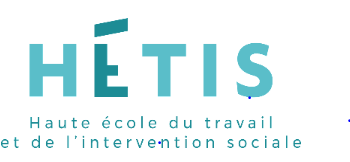 HÉTIS
Haute école du travail
et de l'intervention sociale